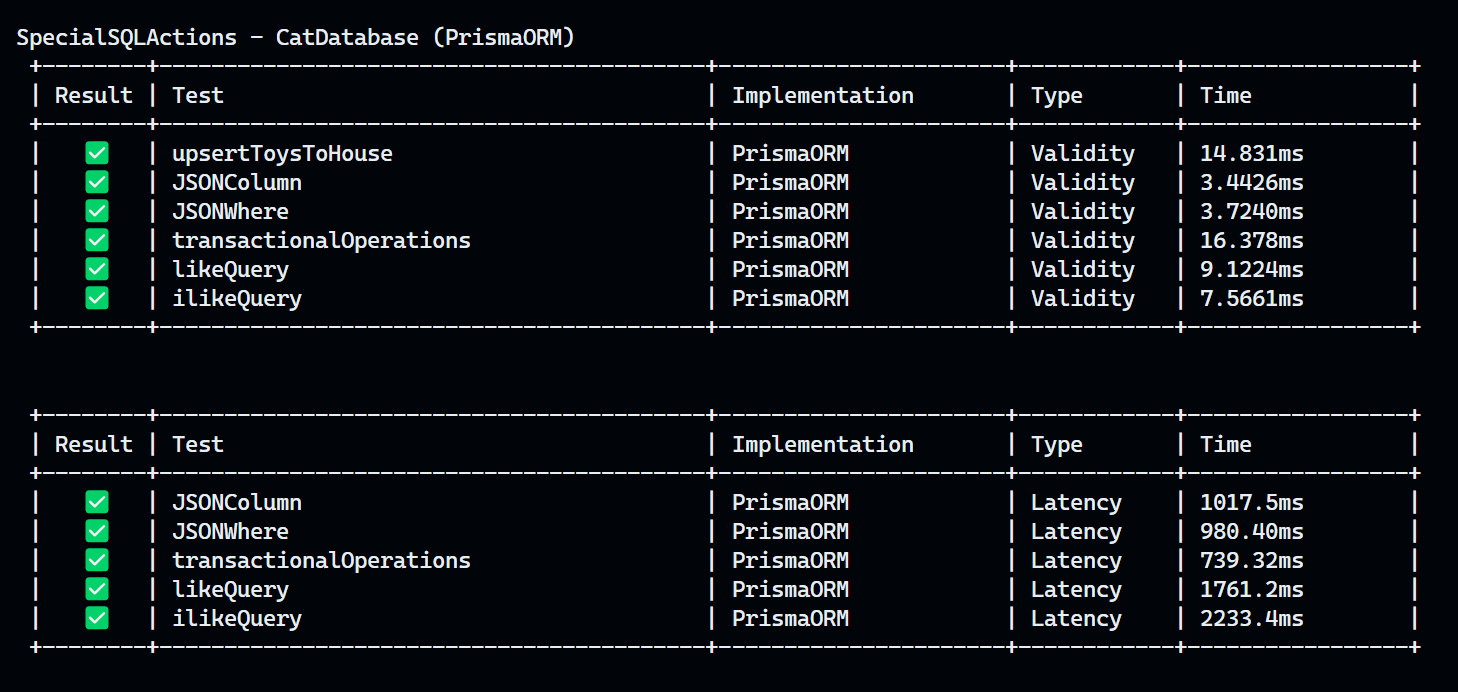 SpecialSQLActions - CatDatabase (PrismaORM)
+--------+------------------------------------------+----------------------+------------+-----------------+
| Result | Test                                     | Implementation       | Type       | Time            |
+--------+------------------------------------------+----------------------+------------+-----------------+
|   ✅   | upsertToysToHouse                        | PrismaORM            | Validity   | 14.831ms        |
|   ✅   | JSONColumn                               | PrismaORM            | Validity   | 3.4426ms        |
|   ✅   | JSONWhere                                | PrismaORM            | Validity   | 3.7240ms        |
|   ✅   | transactionalOperations                  | PrismaORM            | Validity   | 16.378ms        |
|   ✅   | likeQuery                                | PrismaORM            | Validity   | 9.1224ms        |
|   ✅   | ilikeQuery                               | PrismaORM            | Validity   | 7.5661ms        |
+--------+------------------------------------------+----------------------+------------+-----------------+
+--------+------------------------------------------+----------------------+------------+-----------------+
| Result | Test                                     | Implementation       | Type       | Time            |
+--------+------------------------------------------+----------------------+------------+-----------------+
|   ✅   | JSONColumn                               | PrismaORM            | Latency    | 1017.5ms        |
|   ✅   | JSONWhere                                | PrismaORM            | Latency    | 980.40ms        |
|   ✅   | transactionalOperations                  | PrismaORM            | Latency    | 739.32ms        |
|   ✅   | likeQuery                                | PrismaORM            | Latency    | 1761.2ms        |
|   ✅   | ilikeQuery                               | PrismaORM            | Latency    | 2233.4ms        |
+--------+------------------------------------------+----------------------+------------+-----------------+